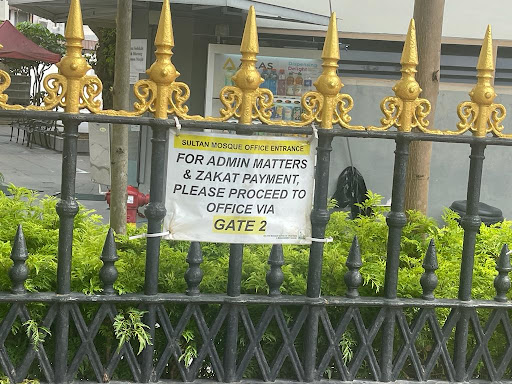 SULTAN MOSQUE OFFICE ENTRANCE
FOR ADMIN MATTERS
& ZAKAT PAYMENT,
PLEASE PROCEED TO
OFFICE VIA
GATE 2